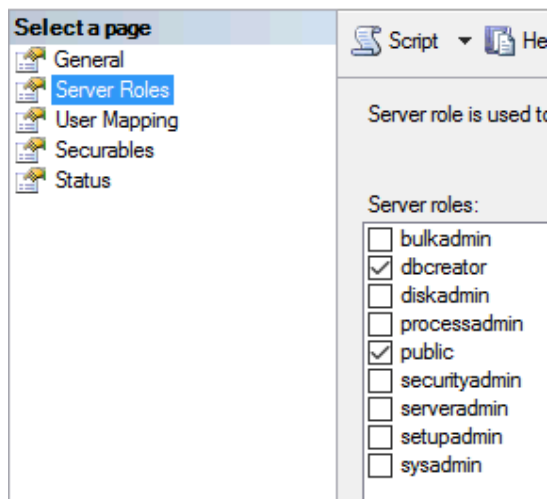 Select a page
General
Server Roles
User Mapping
Securables
Status
Script
Server role is used
Server roles:
bulkadmin
dbcreator
diskadmin
processadmin
public
securityadmin
serveradmin
setupadmin
sysadmin